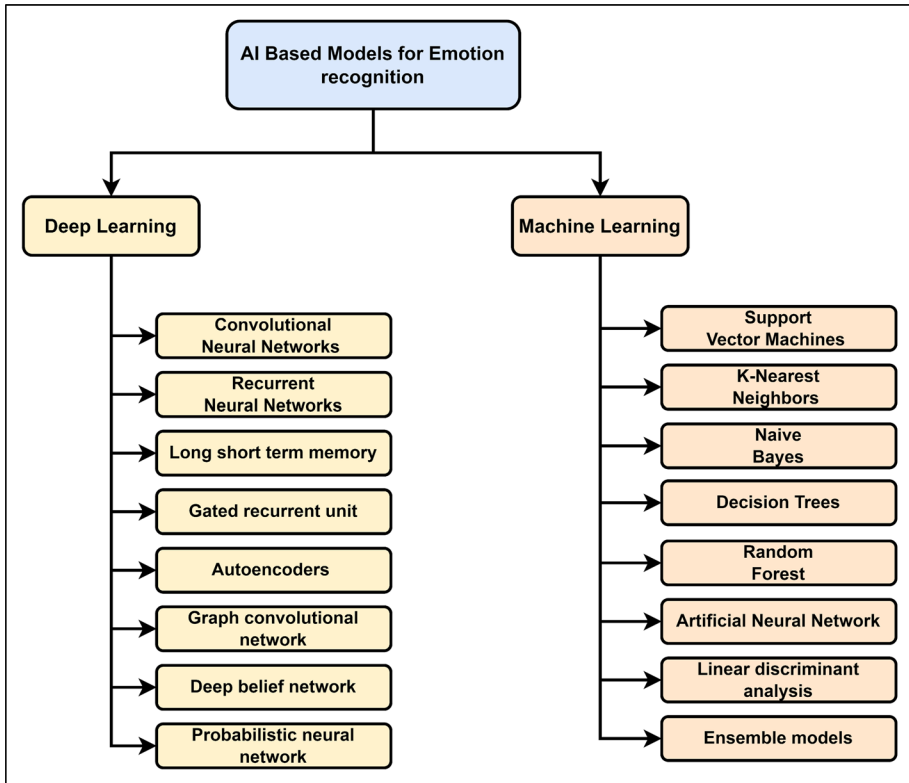 AI Based Models for Emotion
recognition
Deep Learning
Machine Learning
Convolutional
Neural Networks
Recurrent
Neural Networks
Long short term memory
Gated recurrent unit
Autoencoders
Graph convolutional
network
Deep belief network
Probabilistic neural
network
Support
Vector Machines
K-Nearest
Neighbors
Naive
Bayes
Decision Trees
Random
Forest
Artificial Neural Network
Linear discriminant
analysis
Ensemble models